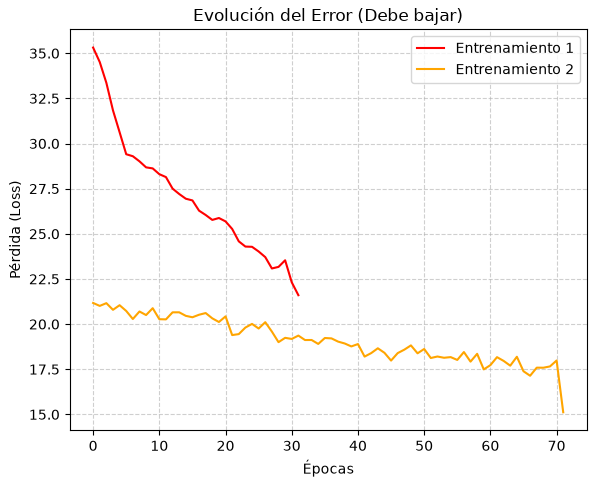 Evolución del Error (Debe bajar)
Entrenamiento 1
Entrenamiento 2
Pérdida (Loss)
35.0
32.5
30.0
27.5
25.0
22.5
20.0
17.5
15.0
0 10 20 30 40 50 60 70
Épocas